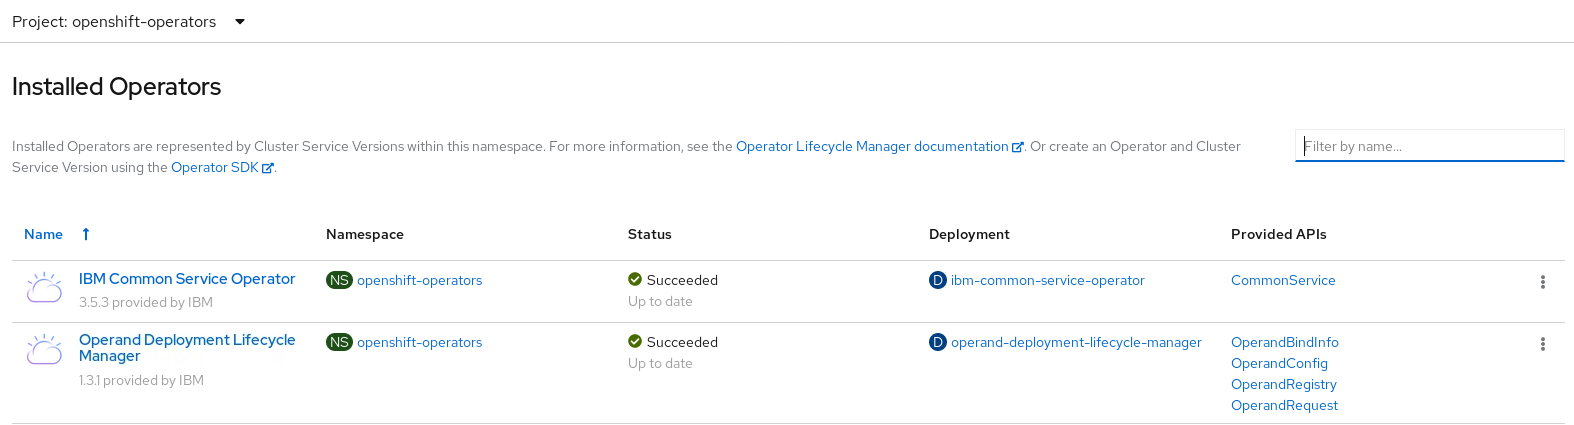 Project: openshift-operators
Installed Operators
Installed Operators are represented by Cluster Service Versions within this namespace. For more information, see the Operator Lifecycle Manager documentation. Or create an Operator and Cluster
Service Version using the Operator SDK.
Filter by name...
Name Namespace Status Deployment Provided APIs
IBM Common Service Operator NS openshift-operators Succeeded D ibm-common-service-operator CommonService
3.5.3 provided by IBM Up to date
Operand Deployment Lifecycle NS openshift-operators Succeeded D operand-deployment-lifecycle-manager OperandBindInfo
Manager Up to date OperandConfig
1.3.1 provided by IBM OperandRegistry
OperandRequest